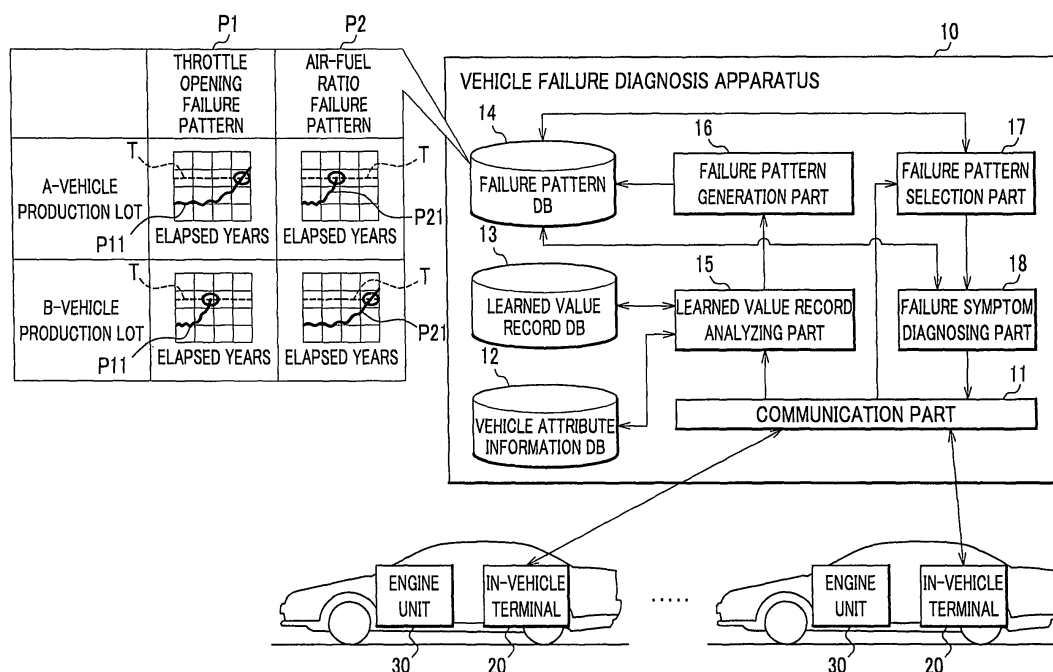 P1
P2
THROTTLE
OPENING
FAILURE
PATTERN
AIR-FUEL
RATIO
FAILURE
PATTERN
A-VEHICLE
PRODUCTION LOT
T
P11
ELAPSED YEARS
T
P21
ELAPSED YEARS
B-VEHICLE
PRODUCTION LOT
T
P11
ELAPSED YEARS
T
P21
ELAPSED YEARS
10
VEHICLE FAILURE DIAGNOSIS APPARATUS
14
FAILURE PATTERN
DB
16
FAILURE PATTERN
GENERATION PART
17
FAILURE PATTERN
SELECTION PART
13
LEARNED VALUE
RECORD DB
15
LEARNED VALUE RECORD
ANALYZING PART
18
FAILURE SYMPTOM
DIAGNOSING PART
12
VEHICLE ATTRIBUTE
INFORMATION DB
11
COMMUNICATION PART
ENGINE
UNIT
30
IN-VEHICLE
TERMINAL
20
.....
ENGINE
UNIT
30
IN-VEHICLE
TERMINAL
20